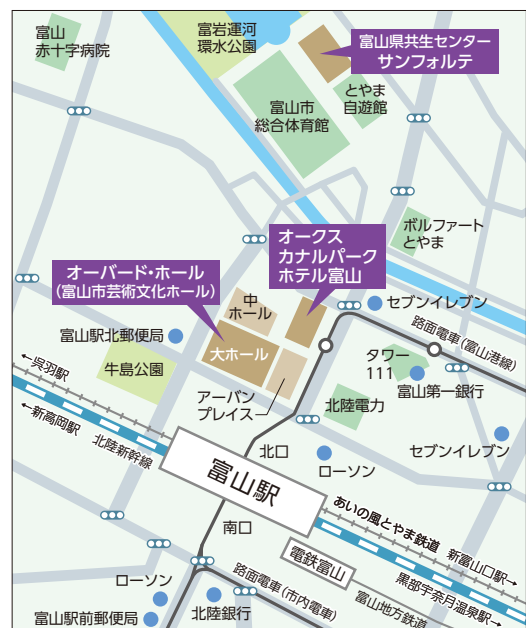 富山
赤十字病院
富岩運河
環水公園
富山県共生センター
サンフォルテ
とやま
自遊館
富山市
総合体育館
ボルファート
とやま
オークス
カナルパーク
ホテル富山
オーバード・ホール
(富山市芸術文化ホール)
中
ホール
大ホール
セブンイレブン
路面電車(富山港線)
富山駅北郵便局
牛島公園
タワー
111
富山第一銀行
アーバン
プレイス
北陸電力
←呉羽駅
←新高岡駅
北陸新幹線
北口
ローソン
セブンイレブン
富山駅
南口
あいの風とやま鉄道
新富山口駅→
電鉄富山
黒部宇奈月温泉駅→
路面電車(市内電車)
富山地方鉄道
ローソン
富山駅前郵便局
北陸銀行